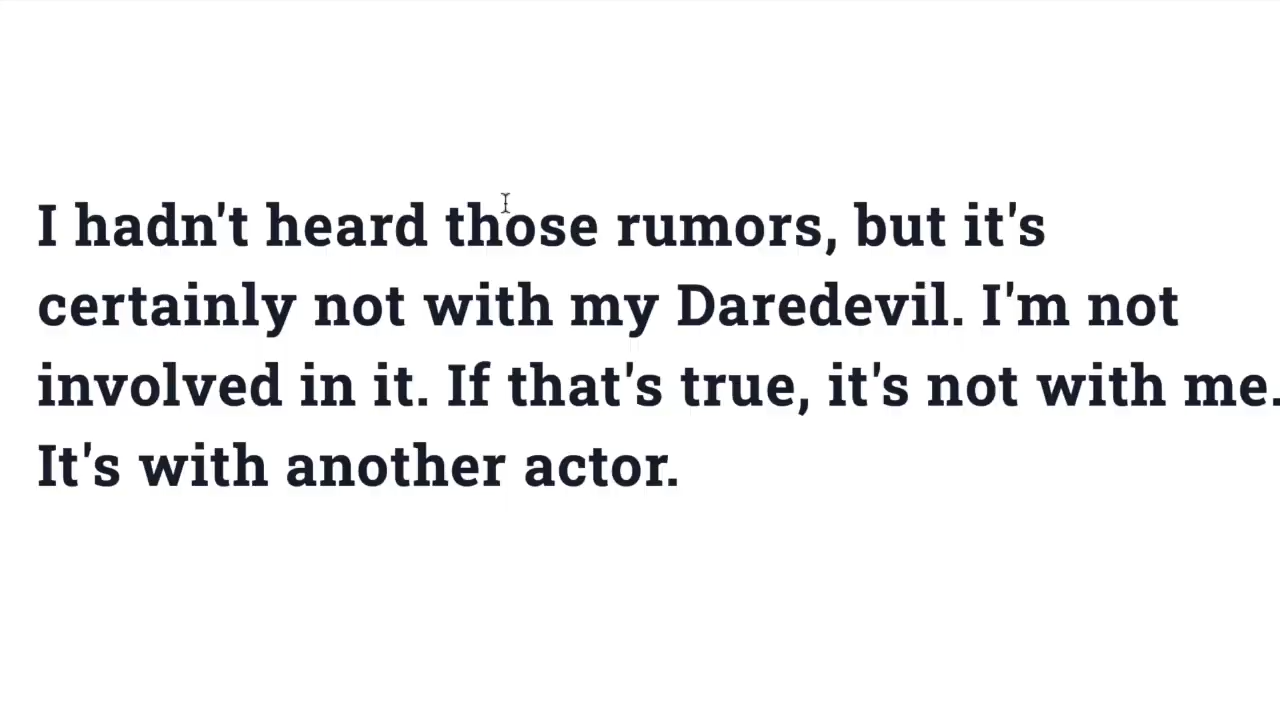 I hadn't heard those rumors, but it's
certainly not with my Daredevil. I'm not
involved in it. If that's true, it's not with me.
It's with another actor.